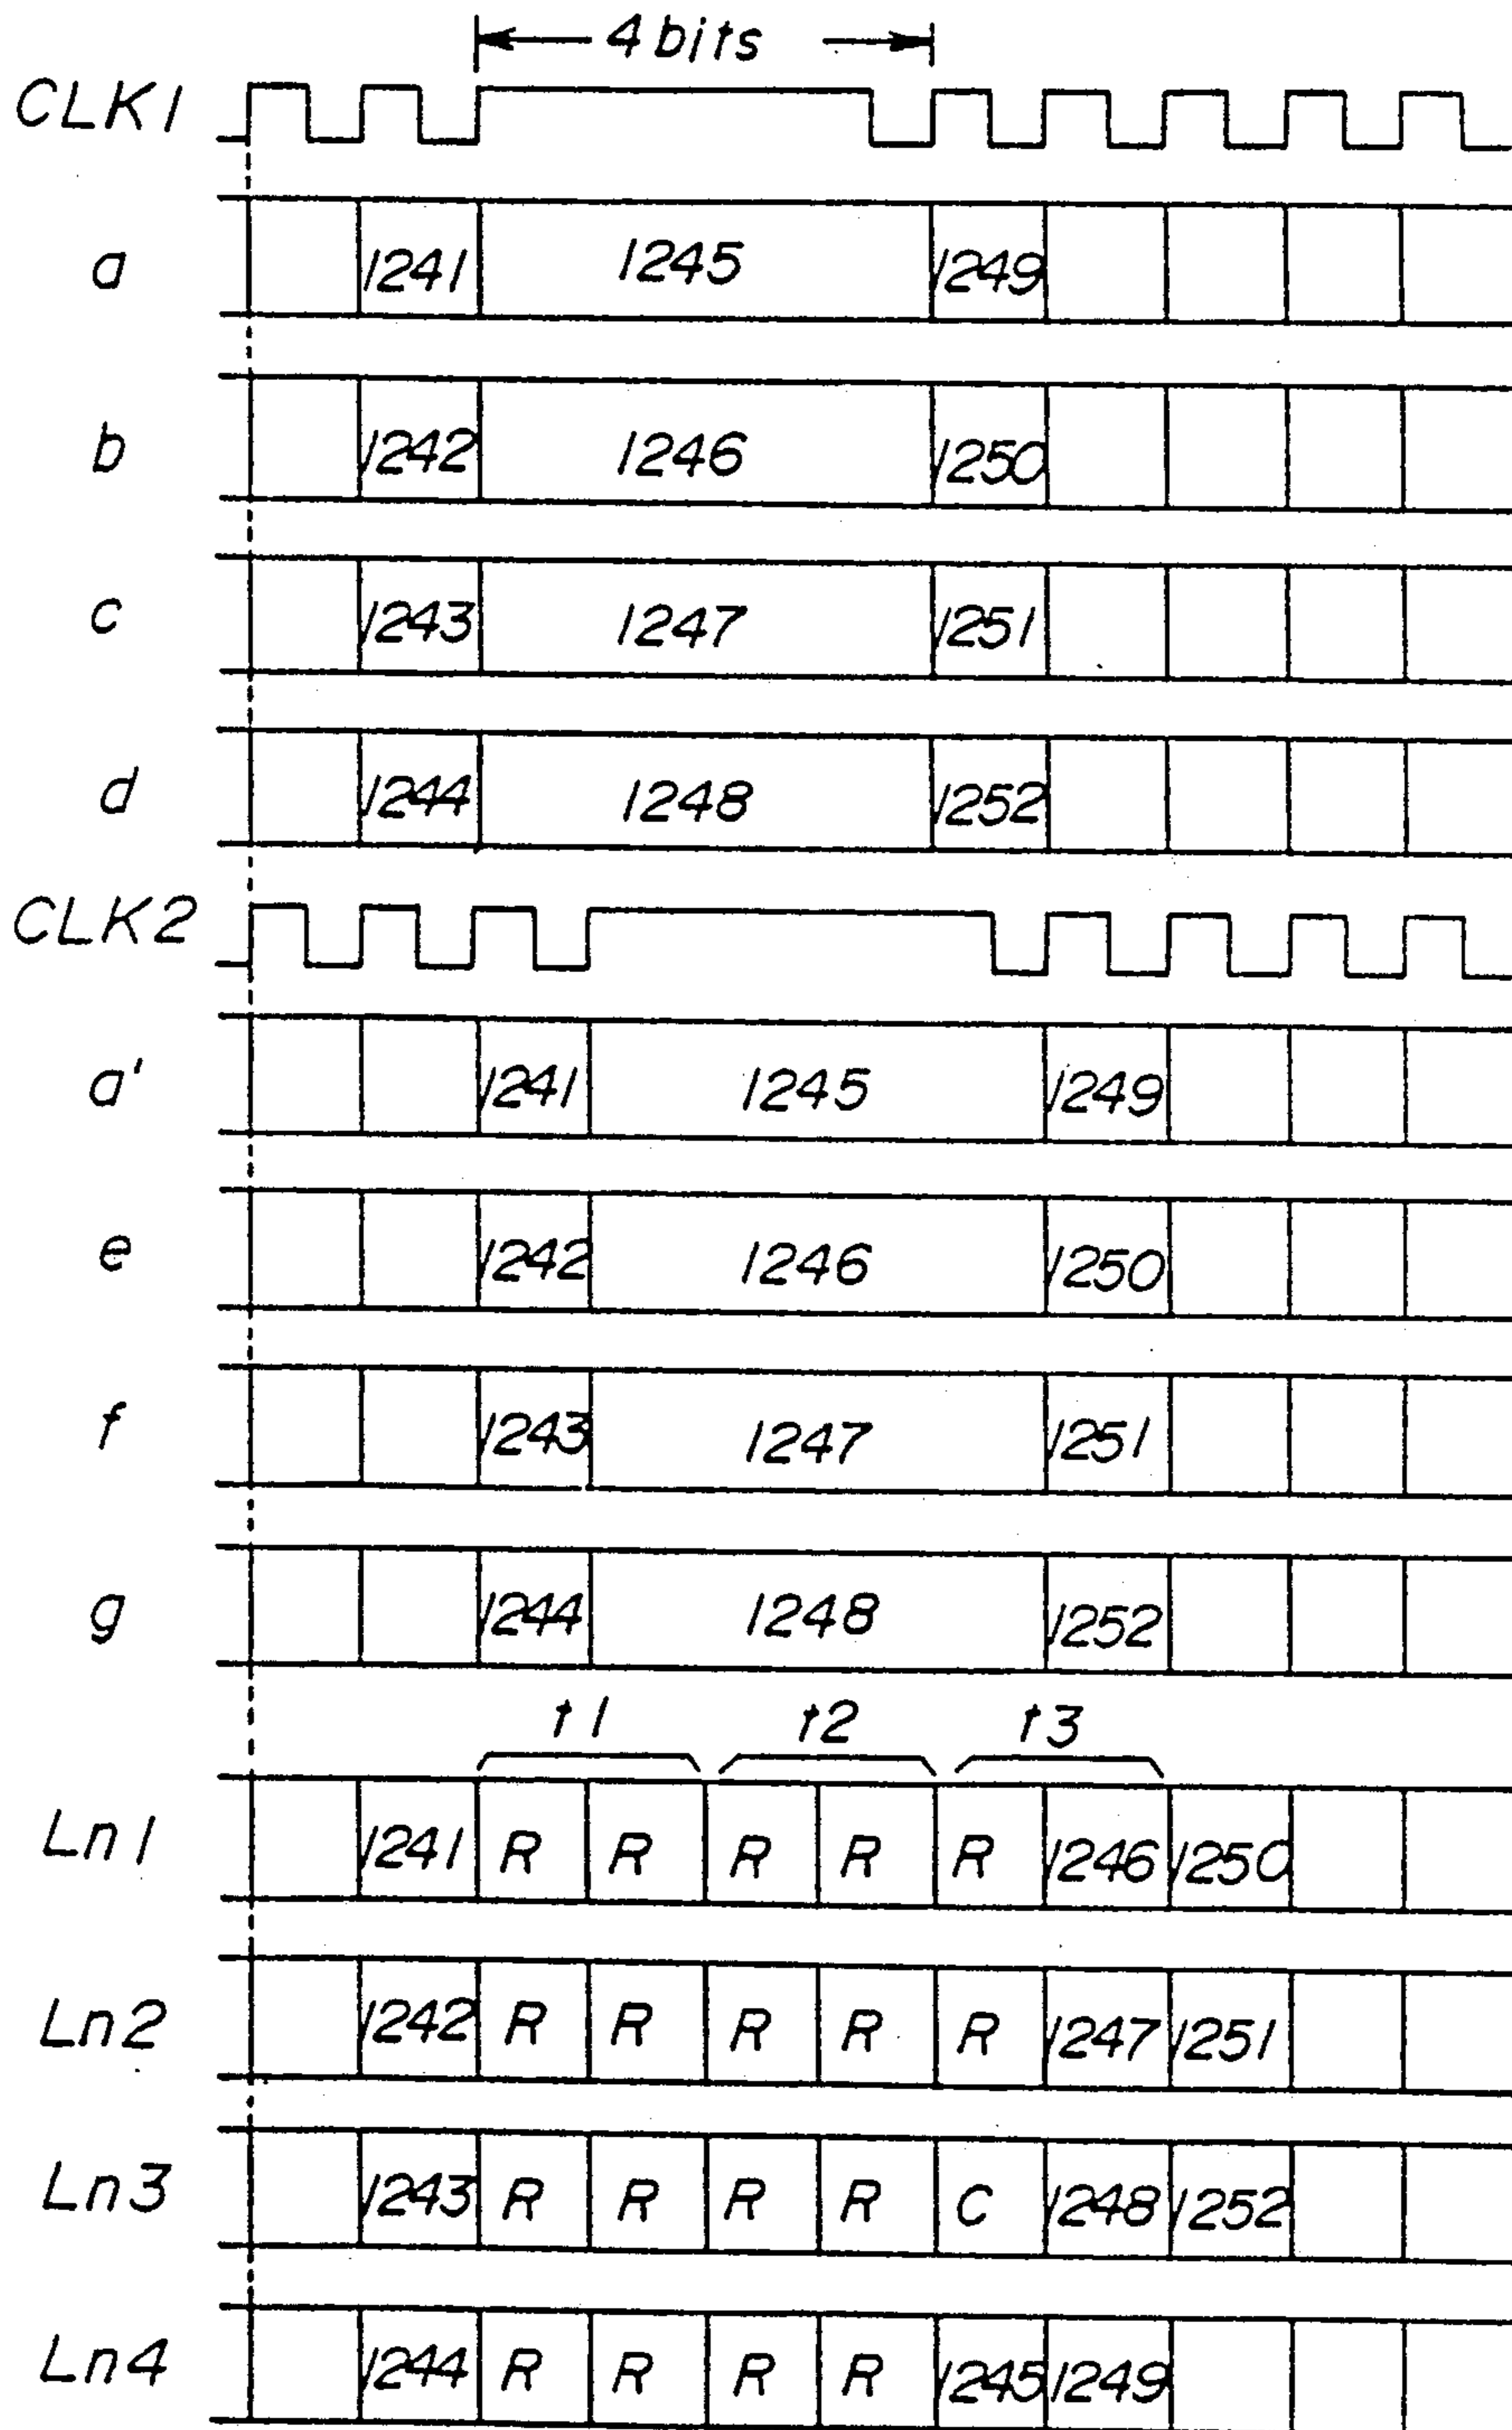 4 bits
CLK1
a 1241 1245 1249
b 1242 1246 1250
c 1243 1247 1251
d 1244 1248 1252
CLK2
a' 1241 1245 1249
e 1242 1246 1250
f 1243 1247 1251
g 1244 1248 1252
t1 t2 t3
Ln1 1241 R R R R R 1246 1250
Ln2 1242 R R R R R 1247 1251
Ln3 1243 R R R R C 1248 1252
Ln4 1244 R R R R 1245 1249